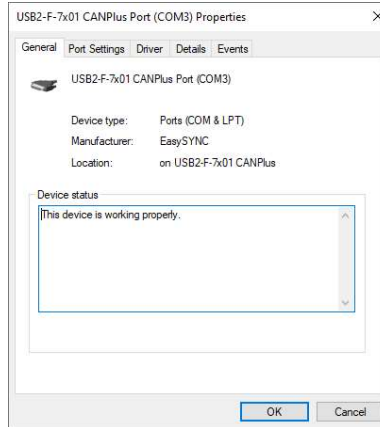 USB2-F-7x01 CANPlus Port (COM3) Properties
General Port Settings Driver Details Events
USB2-F-7x01 CANPlus Port (COM3)
Device type: Ports (COM & LPT)
Manufacturer: EasySYNC
Location: on USB2-F-7x01 CANPlus
Device status
This device is working properly.
OK Cancel